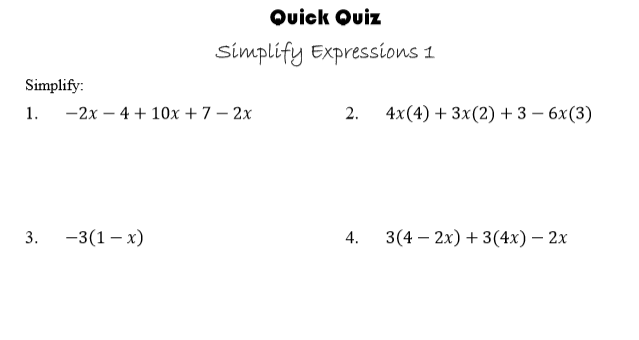 Quick Quiz
Simplify Expressions 1
Simplify:
1. −2x − 4 + 10x + 7 − 2x 2. 4x(4) + 3x(2) + 3 − 6x(3)
3. −3(1 − x) 4. 3(4 − 2x) + 3(4x) − 2x